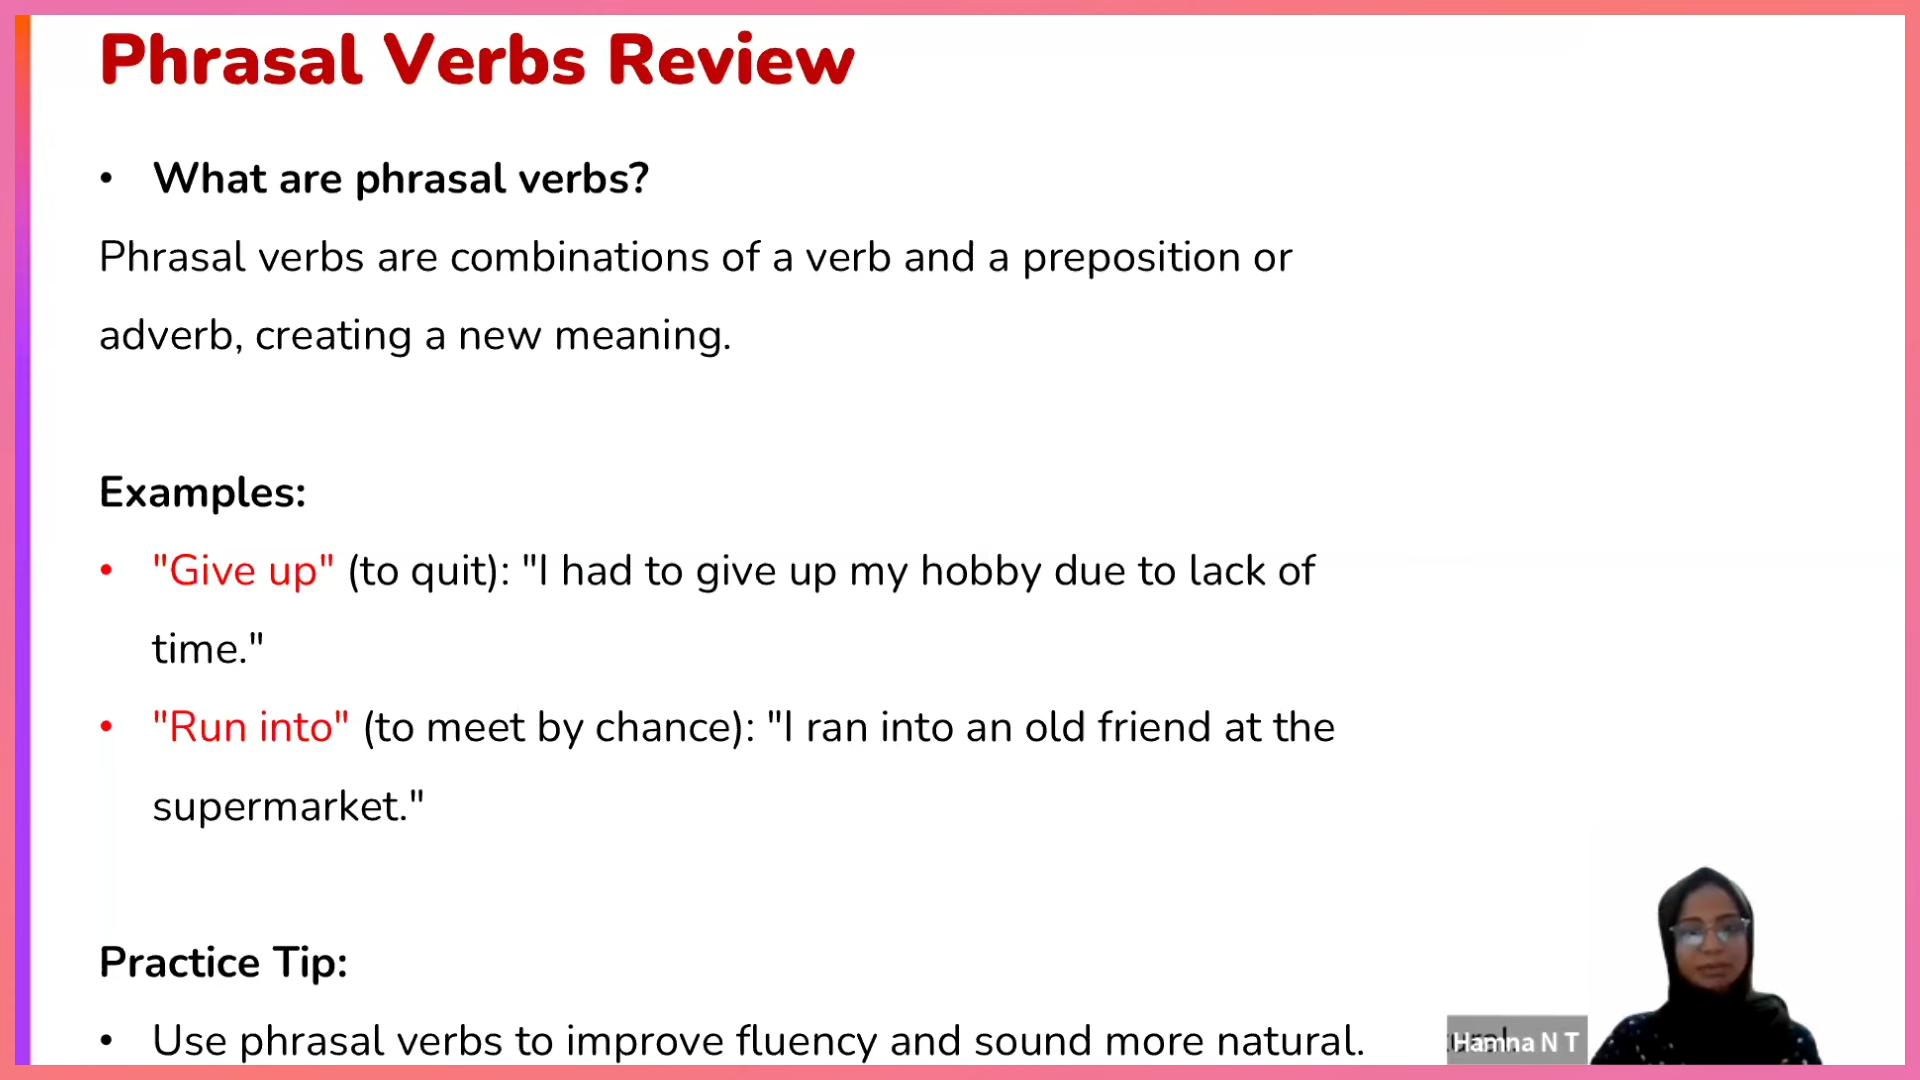 Phrasal Verbs Review
• What are phrasal verbs?
Phrasal verbs are combinations of a verb and a preposition or
adverb, creating a new meaning.
Examples:
• "Give up" (to quit): "I had to give up my hobby due to lack of
time."
• "Run into" (to meet by chance): "I ran into an old friend at the
supermarket."
Practice Tip:
• Use phrasal verbs to improve fluency and sound more natural.
Hamna N T